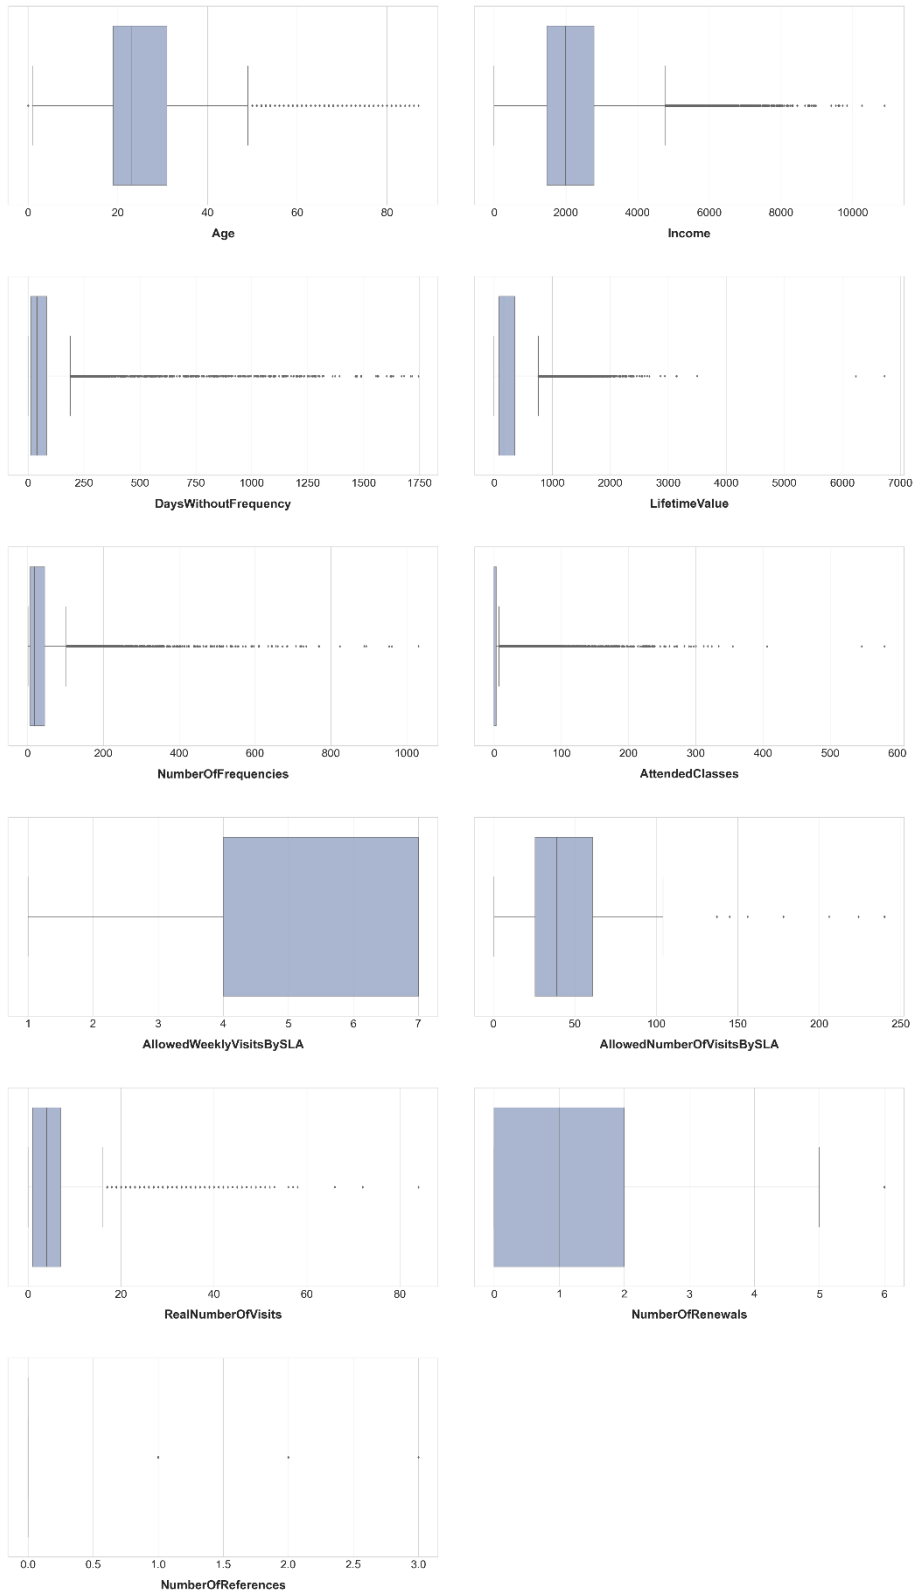 0 20 40 60 80
Age
0 2000 4000 6000 8000 10000
Income
0 250 500 750 1000 1250 1500 1750
DaysWithoutFrequency
0 1000 2000 3000 4000 5000 6000 7000
LifetimeValue
0 200 400 600 800 1000
NumberOfFrequencies
0 100 200 300 400 500 600
AttendedClasses
1 2 3 4 5 6 7
AllowedWeeklyVisitsBySLA
0 50 100 150 200 250
AllowedNumberOfVisitsBySLA
0 20 40 60 80
RealNumberOfVisits
0 1 2 3 4 5 6
NumberOfRenewals
0.0 0.5 1.0 1.5 2.0 2.5 3.0
NumberOfReferences